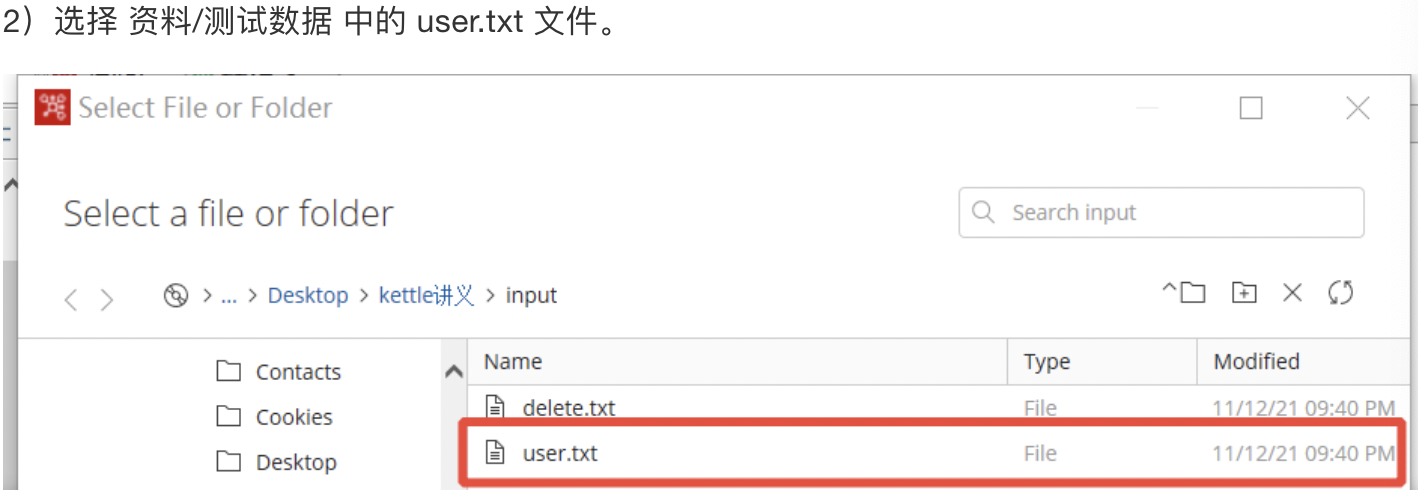 2）选择 资料/测试数据 中的 user.txt 文件。
Select File or Folder
Select a file or folder
Search input
> ... > Desktop > kettle讲义 > input
Name Type Modified
Contacts
delete.txt File 11/12/21 09:40 PM
Cookies
user.txt File 11/12/21 09:40 PM
Desktop